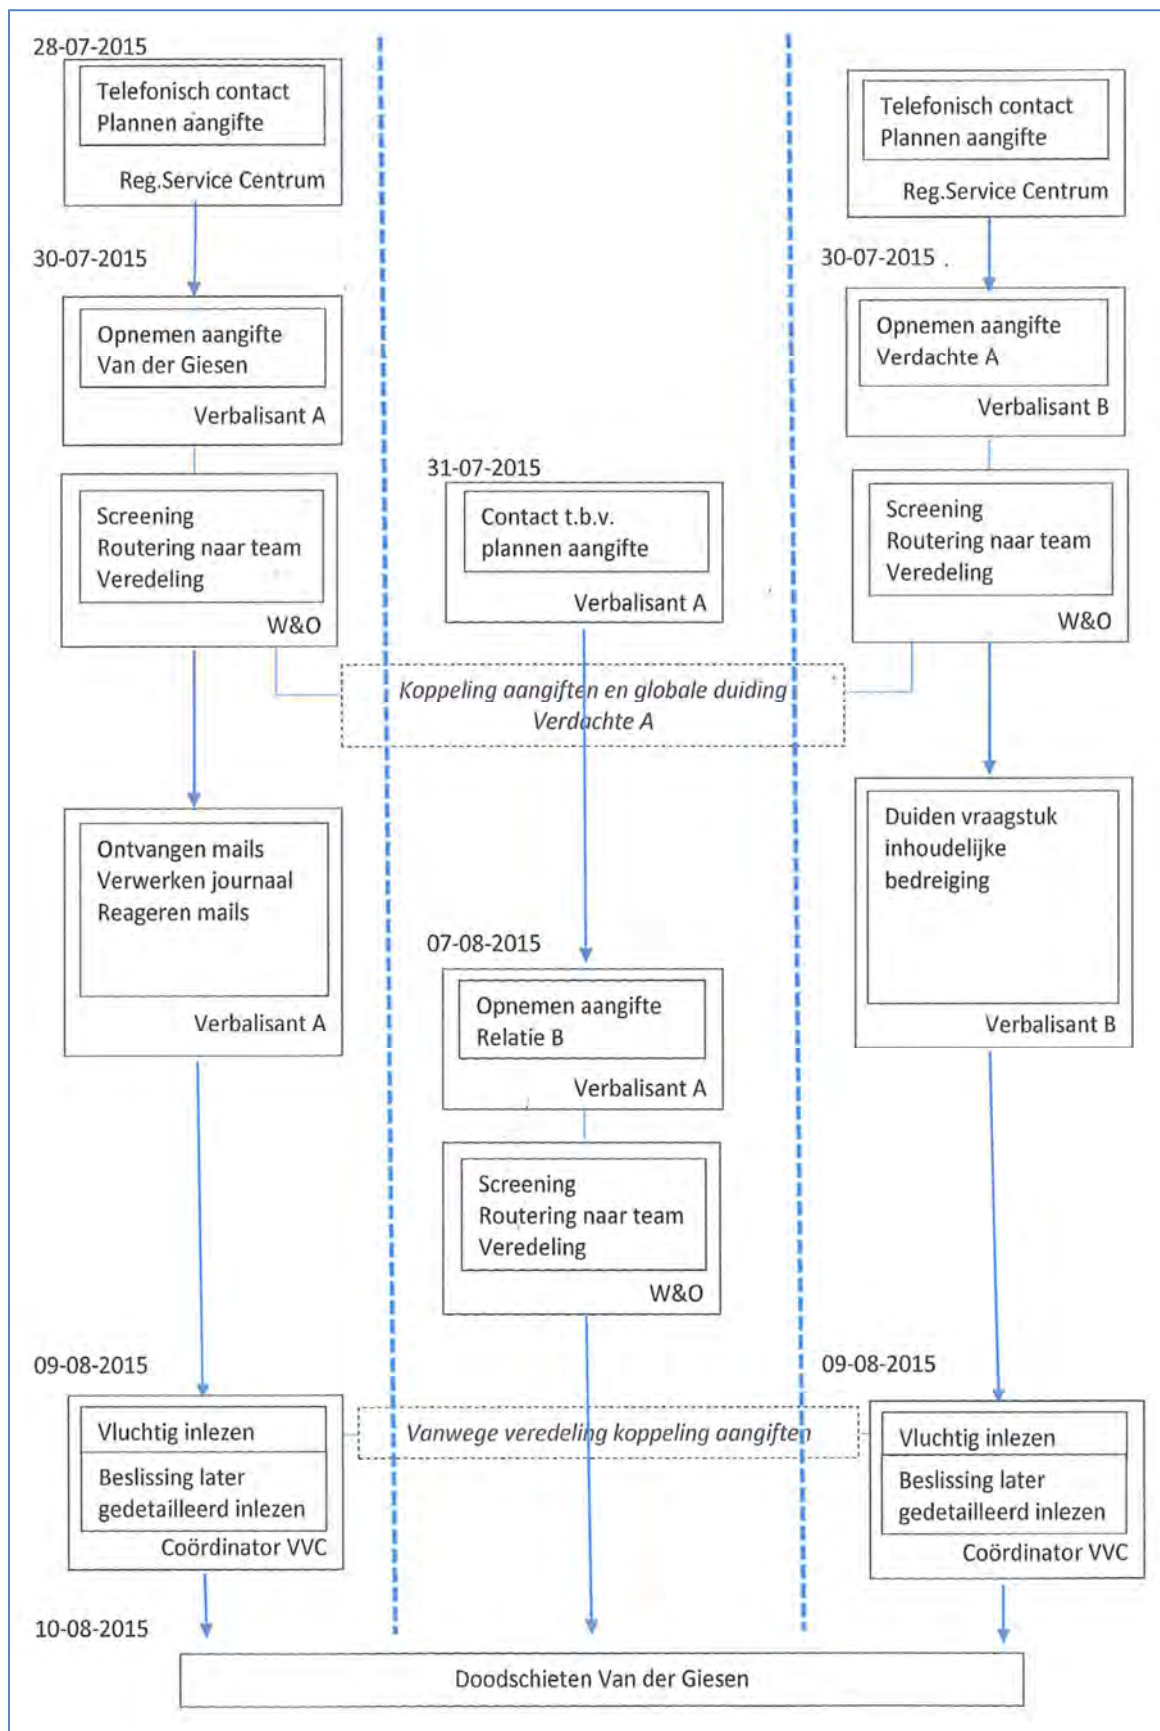 28-07-2015
Telefonisch contact
Plannen aangifte
Reg.Service Centrum
30-07-2015
Opnemen aangifte
Van der Giesen
Verbalisant A
Screening
Routering naar team
Veredeling
W&O
Ontvangen mails
Verwerken journaal
Reageren mails
Verbalisant A
09-08-2015
Vluchtig inlezen
Beslissing later
gedetailleerd inlezen
Coördinator VVC
10-08-2015
31-07-2015
Contact t.b.v.
plannen aangifte
Verbalisant A
Koppeling aangiften en globale duiding
Verdachte A
07-08-2015
Opnemen aangifte
Relatie B
Verbalisant A
Screening
Routering naar team
Veredeling
W&O
Vanwege veredeling koppeling aangiften
Telefonisch contact
Plannen aangifte
Reg.Service Centrum
30-07-2015
Opnemen aangifte
Verdachte A
Verbalisant B
Screening
Routering naar team
Veredeling
W&O
Duiden vraagstuk
inhoudelijke
bedreiging
Verbalisant B
09-08-2015
Vluchtig inlezen
Beslissing later
gedetailleerd inlezen
Coördinator VVC
Doodschieten Van der Giesen